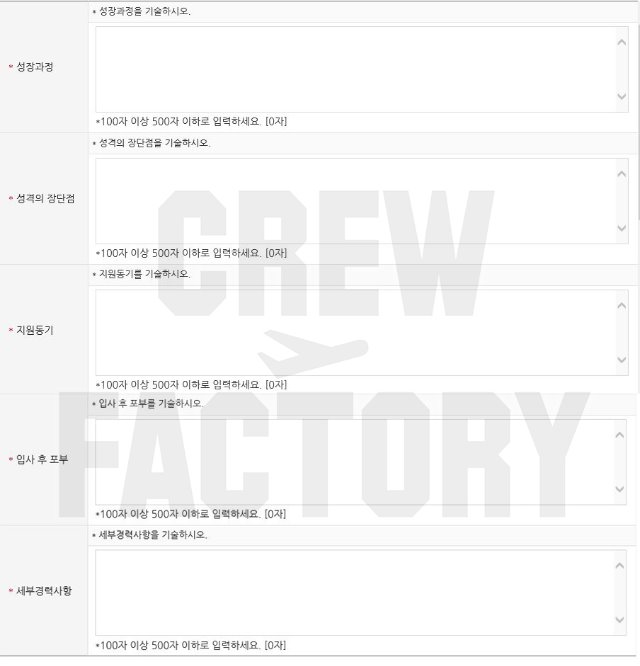 * 성장과정을 기술하시오.
* 성장과정
*100자 이상 500자 이하로 입력하세요. [0자]
* 성격의 장단점을 기술하시오.
* 성격의 장단점
*100자 이상 500자 이하로 입력하세요. [0자]
* 지원동기를 기술하시오.
* 지원동기
*100자 이상 500자 이하로 입력하세요. [0자]
* 입사 후 포부를 기술하시오.
* 입사 후 포부
*100자 이상 500자 이하로 입력하세요. [0자]
* 세부경력사항을 기술하시오.
* 세부경력사항
*100자 이상 500자 이하로 입력하세요. [0자]
CREW
FACTORY